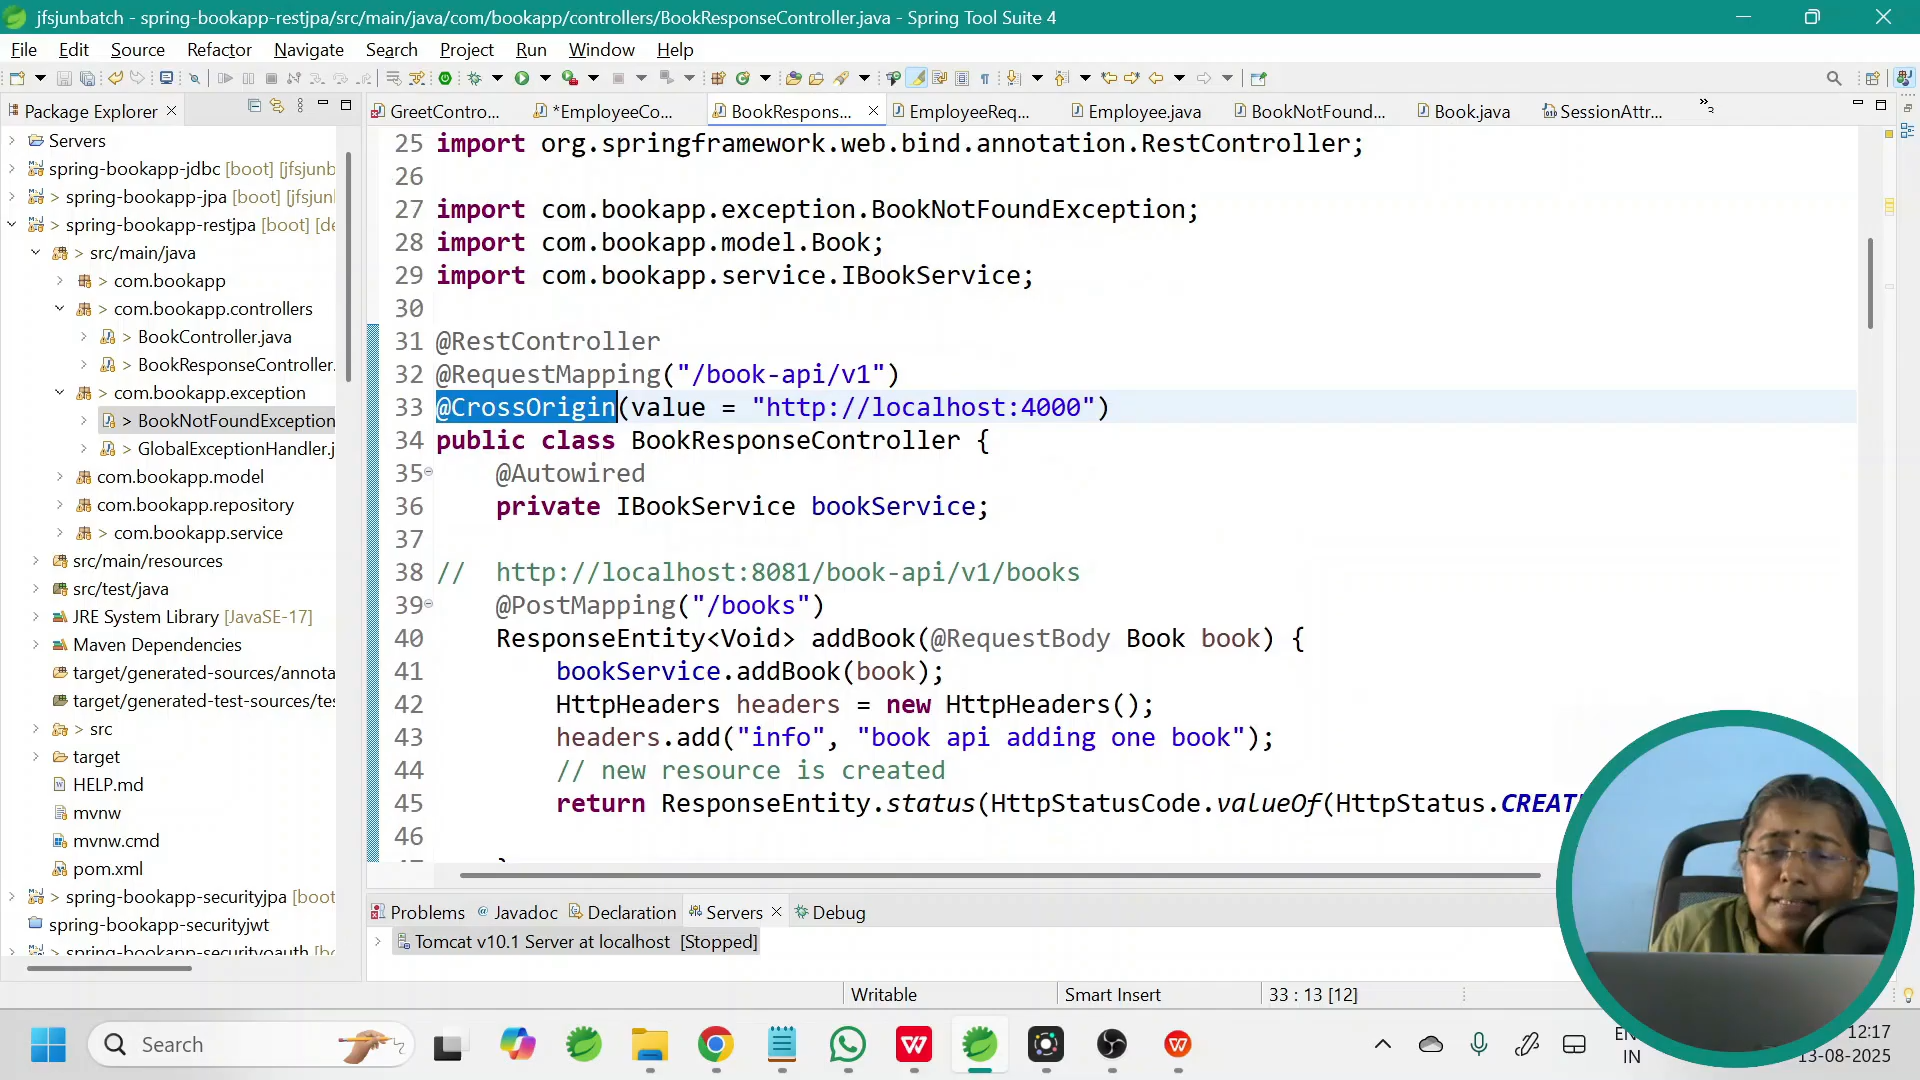 jfsjunbatch - spring-bookapp-restjpa/src/main/java/com/bookapp/controllers/BookResponseController.java - Spring Tool Suite 4
File Edit Source Refactor Navigate Search Project Run Window Help
Package Explorer
GreetContro... *EmployeeCo... BookRespons... EmployeeReq... Employee.java BookNotFound... Book.java SessionAttr...
Servers
spring-bookapp-jdbc [boot] [jfsjunb
> spring-bookapp-jpa [boot] [jfsjunl
> spring-bookapp-restjpa [boot] [de
> src/main/java
> com.bookapp
> com.bookapp.controllers
> BookController.java
> BookResponseController.
> com.bookapp.exception
> BookNotFoundException
> GlobalExceptionHandler.j
com.bookapp.model
com.bookapp.repository
> com.bookapp.service
src/main/resources
src/test/java
JRE System Library [JavaSE-17]
Maven Dependencies
target/generated-sources/annota
target/generated-test-sources/tes
> src
target
HELP.md
mvnw
mvnw.cmd
pom.xml
> spring-bookapp-securityjpa [boot
spring-bookapp-securityjwt
> spring-bookapp-securityoauth [bo
25 import org.springframework.web.bind.annotation.RestController;
26
27 import com.bookapp.exception.BookNotFoundException;
28 import com.bookapp.model.Book;
29 import com.bookapp.service.IBookService;
30
31 @RestController
32 @RequestMapping("/book-api/v1")
33 @CrossOrigin(value = "http://localhost:4000")
34 public class BookResponseController {
35 @Autowired
36 private IBookService bookService;
37
38 // http://localhost:8081/book-api/v1/books
39 @PostMapping("/books")
40 ResponseEntity<Void> addBook(@RequestBody Book book) {
41 bookService.addBook(book);
42 HttpHeaders headers = new HttpHeaders();
43 headers.add("info", "book api adding one book");
44 // new resource is created
45 return ResponseEntity.status(HttpStatusCode.valueOf(HttpStatus.CREAT
46
Problems Javadoc Declaration Servers Debug
Tomcat v10.1 Server at localhost [Stopped]
Writable Smart Insert 33 : 13 [12]
Search
IN
12:17
13-08-2025